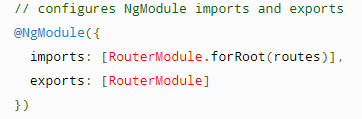 // configures NgModule imports and exports
@NgModule({
  imports: [RouterModule.forRoot(routes)],
  exports: [RouterModule]
})